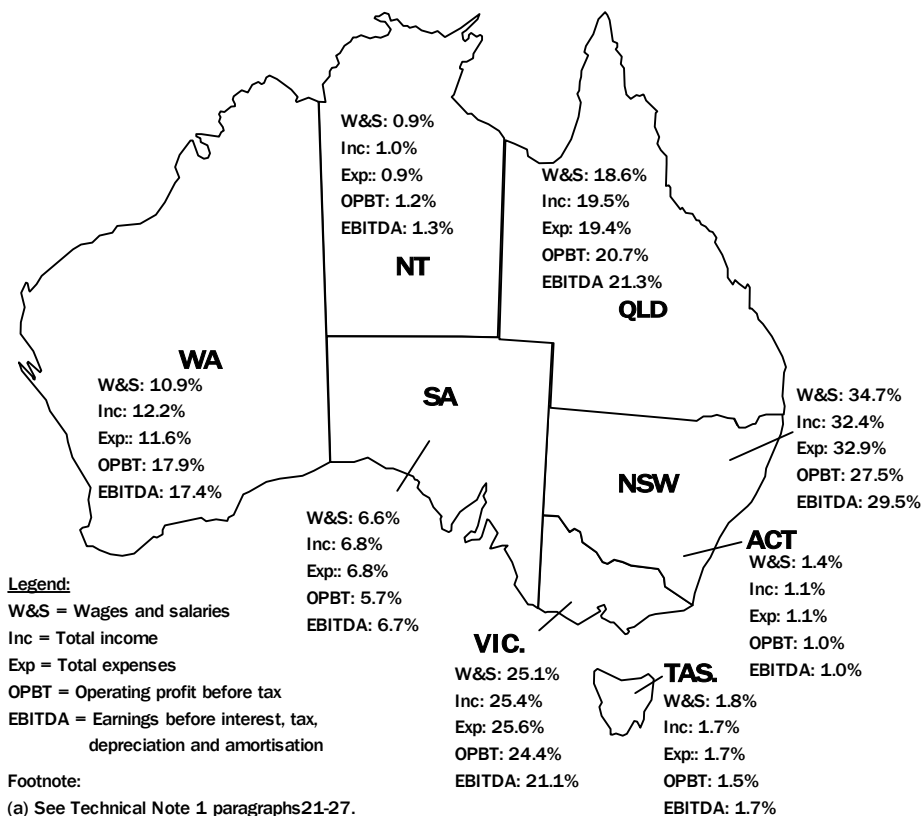 W&S: 0.9%
Inc: 1.0%
Exp:: 0.9%
OPBT: 1.2%
EBITDA: 1.3%
NT
W&S: 18.6%
Inc: 19.5%
Exp: 19.4%
OPBT: 20.7%
EBITDA 21.3%
QLD
WA
W&S: 10.9%
Inc: 12.2%
Exp:: 11.6%
OPBT: 17.9%
EBITDA: 17.4%
SA
W&S: 6.6%
Inc: 6.8%
Exp:: 6.8%
OPBT: 5.7%
EBITDA: 6.7%
W&S: 34.7%
Inc: 32.4%
Exp: 32.9%
OPBT: 27.5%
EBITDA: 29.5%
NSW
ACT
W&S: 1.4%
Inc: 1.1%
Exp: 1.1%
OPBT: 1.0%
EBITDA: 1.0%
VIC.
W&S: 25.1%
Inc: 25.4%
Exp: 25.6%
OPBT: 24.4%
EBITDA: 21.1%
TAS.
W&S: 1.8%
Inc: 1.7%
Exp:: 1.7%
OPBT: 1.5%
EBITDA: 1.7%
Legend:
W&S = Wages and salaries
Inc = Total income
Exp = Total expenses
OPBT = Operating profit before tax
EBITDA = Earnings before interest, tax,
depreciation and amortisation
Footnote:
(a) See Technical Note 1 paragraphs21-27.